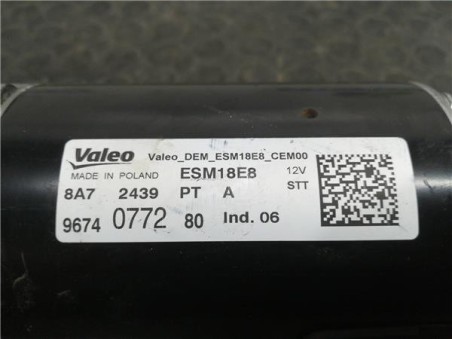 Valeo Valeo_DEM_ESM18E8_CEM00
MADE IN POLAND ESM18E8 12V
8A7 2439 PT A STT
9674 0772 80 Ind. 06